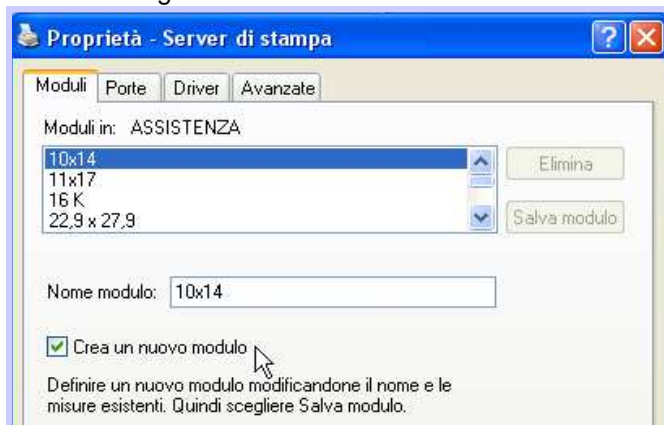 Proprietà - Server di stampa
Moduli Porte Driver Avanzate
Moduli in: ASSISTENZA
10x14
11x17
16 K
22,9 x 27,9
Elimina
Salva modulo
Nome modulo: 10x14
Crea un nuovo modulo
Definire un nuovo modulo modificandone il nome e le
misure esistenti. Quindi scegliere Salva modulo.